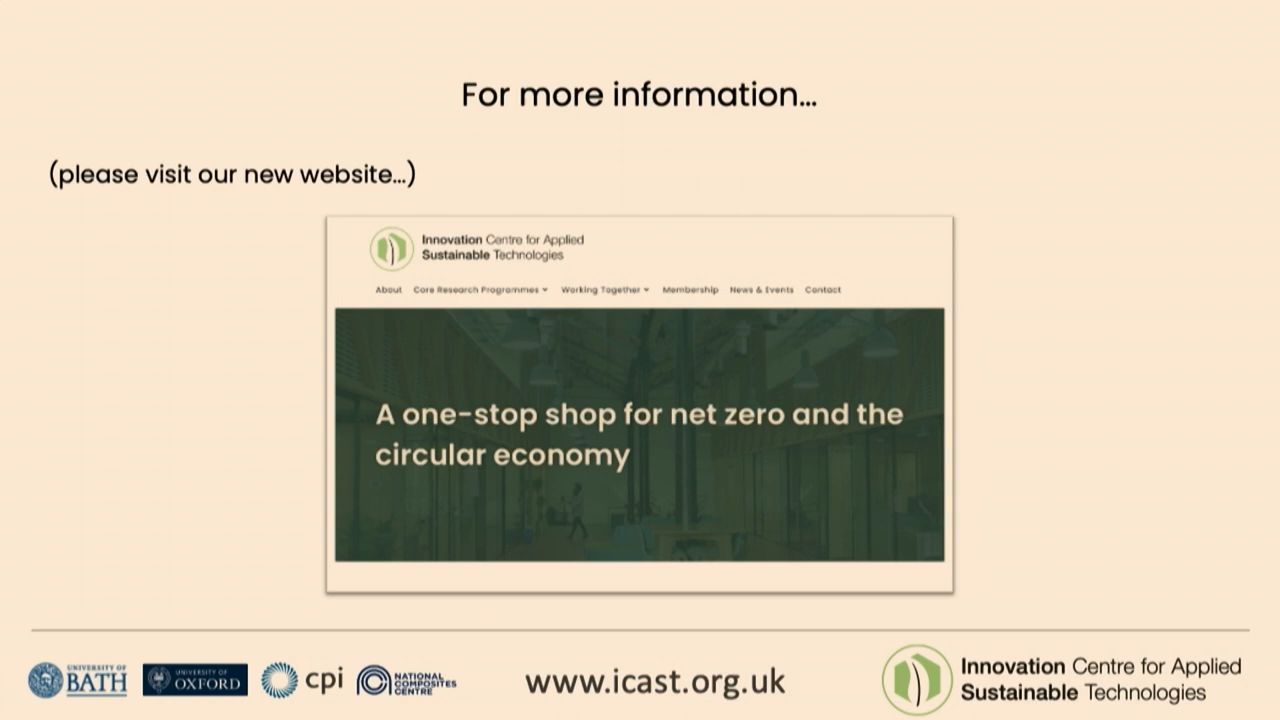 For more information...
(please visit our new website...)
Innovation Centre for Applied
Sustainable Technologies
About Core Research Programmes Working Together Membership News & Events Contact
A one-stop shop for net zero and the
circular economy
UNIVERSITY OF
BATH
UNIVERSITY OF
OXFORD
cpi
NATIONAL
COMPOSITES
CENTRE
www.icast.org.uk
Innovation Centre for Applied
Sustainable Technologies